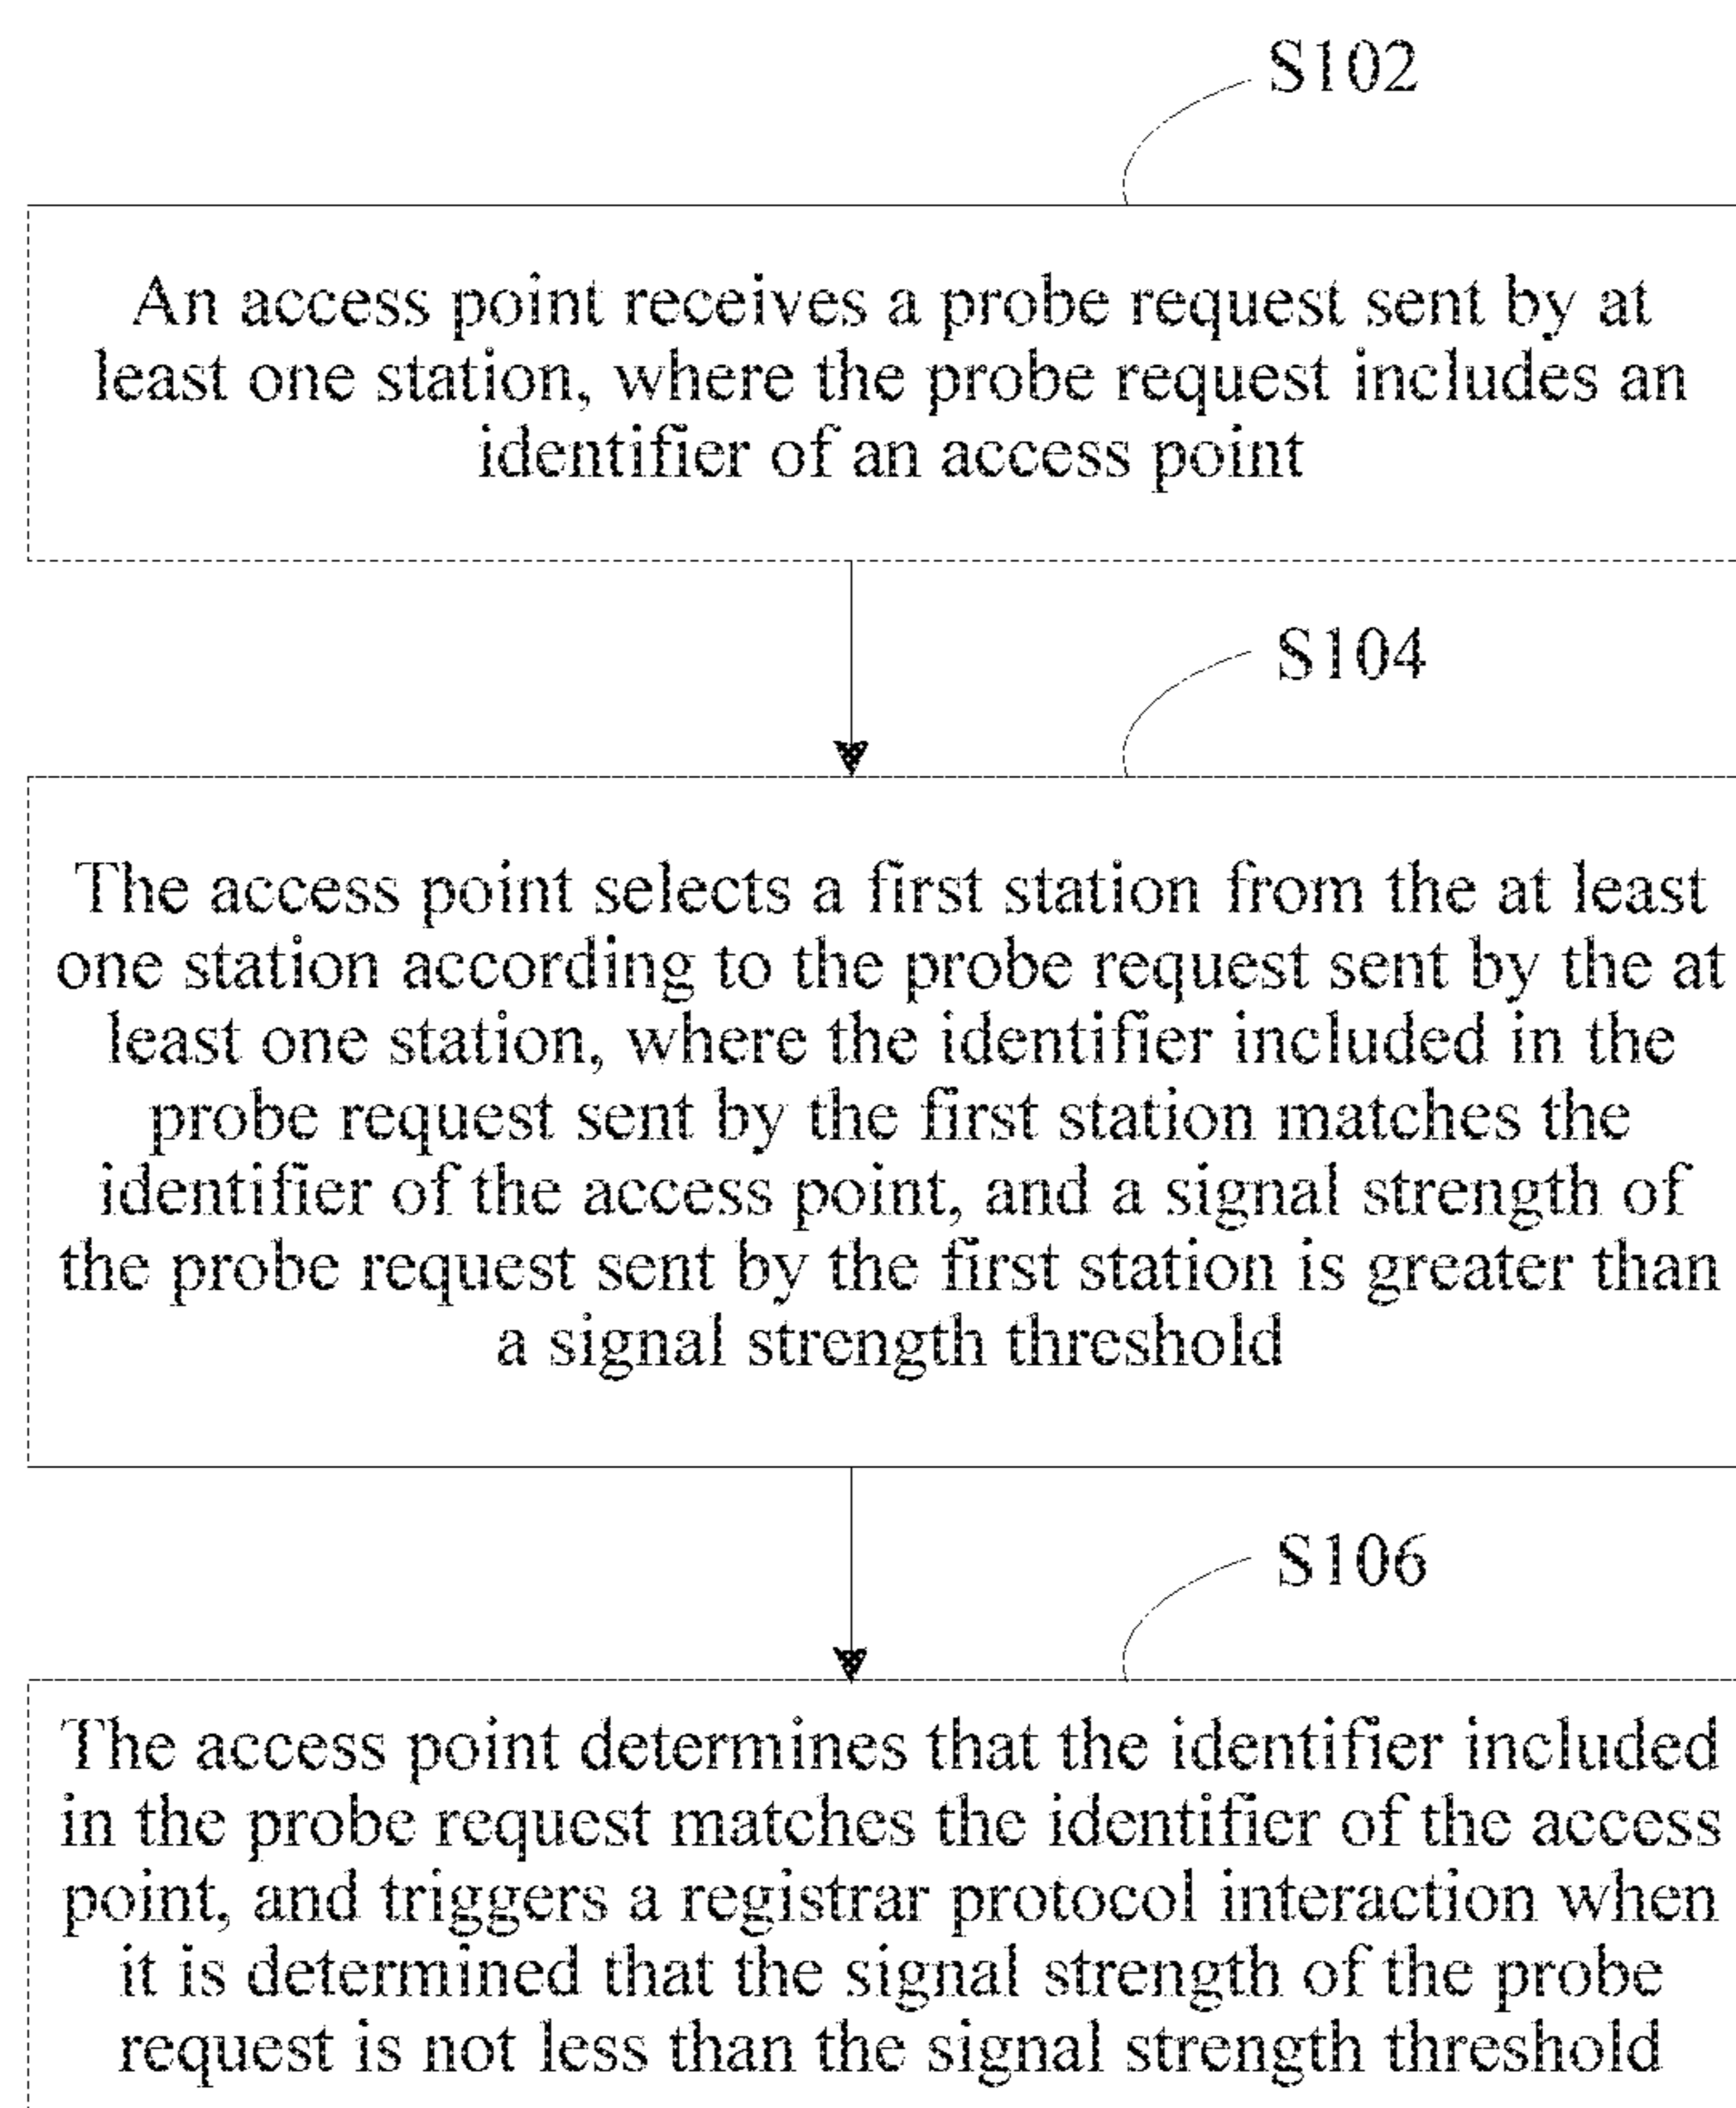 S102
An access point receives a probe request sent by at
least one station, where the probe request includes an
identifier of an access point
S104
The access point selects a first station from the at least
one station according to the probe request sent by the at
least one station, where the identifier included in the
probe request sent by the first station matches the
identifier of the access point, and a signal strength of
the probe request sent by the first station is greater than
a signal strength threshold
S106
The access point determines that the identifier included
in the probe request matches the identifier of the access
point, and triggers a registrar protocol interaction when
it is determined that the signal strength of the probe
request is not less than the signal strength threshold